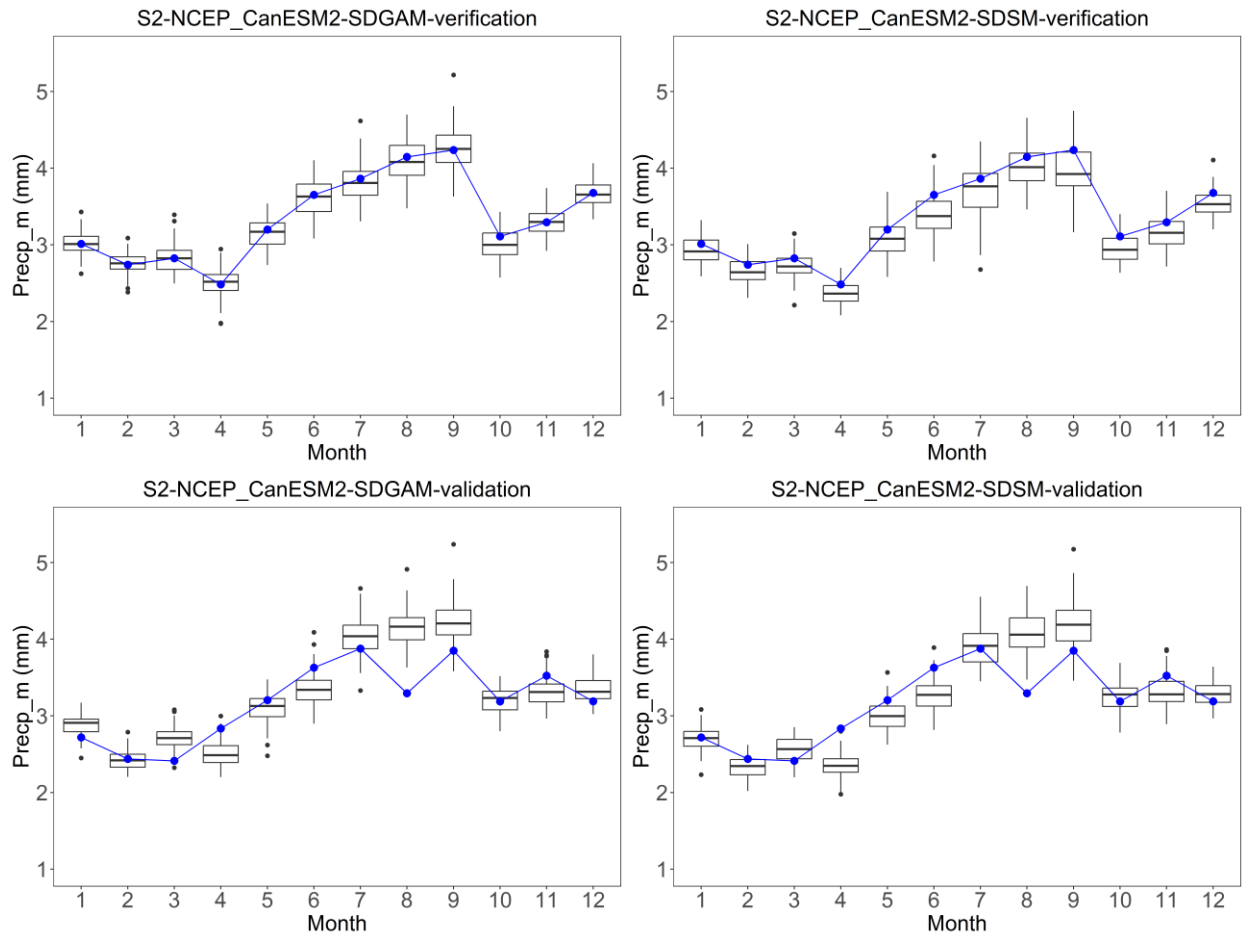 S2-NCEP_CanESM2-SDGAM-verification
Precp_m (mm)
5
4
3
2
1
1 2 3 4 5 6 7 8 9 10 11 12
Month
S2-NCEP_CanESM2-SDSM-verification
Precp_m (mm)
5
4
3
2
1
1 2 3 4 5 6 7 8 9 10 11 12
Month
S2-NCEP_CanESM2-SDGAM-validation
Precp_m (mm)
5
4
3
2
1
1 2 3 4 5 6 7 8 9 10 11 12
Month
S2-NCEP_CanESM2-SDSM-validation
Precp_m (mm)
5
4
3
2
1
1 2 3 4 5 6 7 8 9 10 11 12
Month